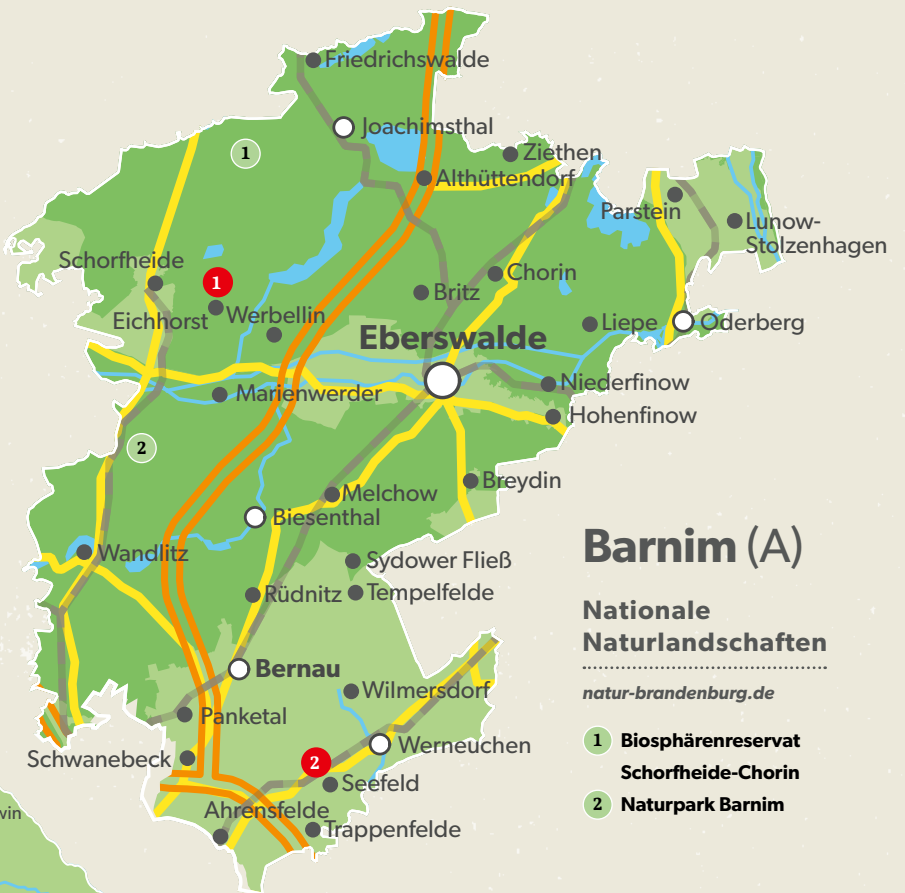 Friedrichswalde
Joachimsthal
1
Ziethen
Althüttendorf
Parstein
Lunow-
Stolzenhagen
Schorfheide
1
Chorin
Britz
Eichhorst
Werbellin
Liepe
Oderberg
Eberswalde
Niederfinow
Marienwerder
Hohenfinow
2
Breydin
Melchow
Biesenthal
Wandlitz
Sydower Fließ
Rüdnitz
Tempelfelde
Bernau
Wilmersdorf
Panketal
Werneuchen
Schwanebeck
2
Seefeld
Ahrensfelde
Trappenfelde
win
Barnim (A)
Nationale
Naturlandschaften
natur-brandenburg.de
1 Biosphärenreservat
Schorfheide-Chorin
2 Naturpark Barnim